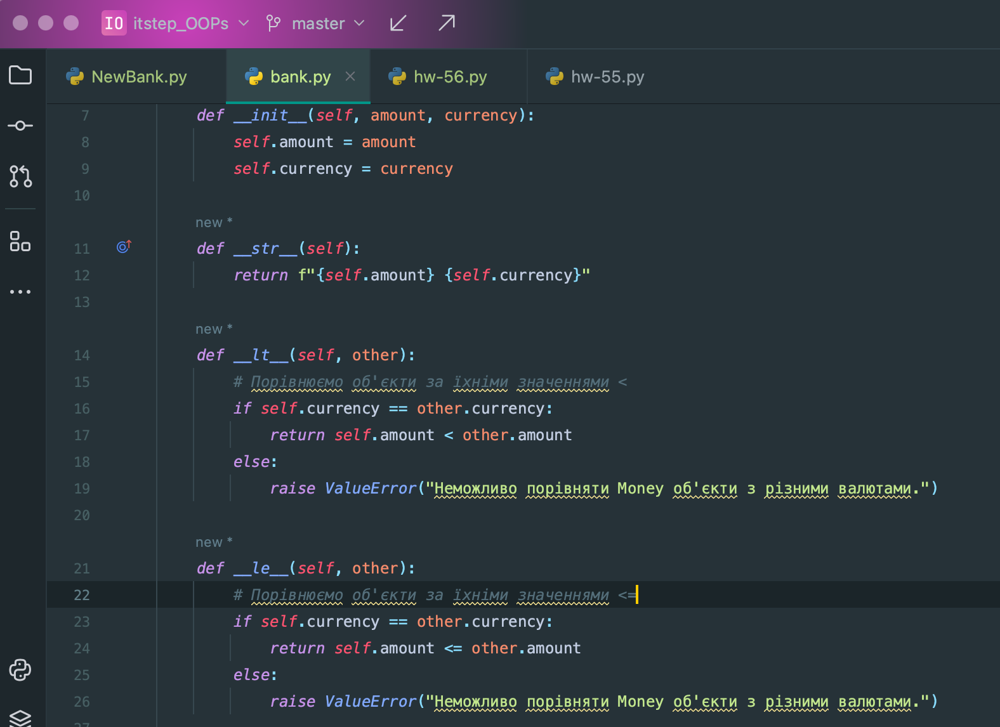 IO itstep_OOPs master
NewBank.py bank.py hw-56.py hw-55.py
7 def __init__(self, amount, currency):
8 self.amount = amount
9 self.currency = currency
10
new *
11 def __str__(self):
12 return f"{self.amount} {self.currency}"
13
new *
14 def __lt__(self, other):
15 # Порівнюємо об'єкти за їхніми значеннями <
16 if self.currency == other.currency:
17 return self.amount < other.amount
18 else:
19 raise ValueError("Неможливо порівняти Money об'єкти з різними валютами.")
20
new *
21 def __le__(self, other):
22 # Порівнюємо об'єкти за їхніми значеннями <=
23 if self.currency == other.currency:
24 return self.amount <= other.amount
25 else:
26 raise ValueError("Неможливо порівняти Money об'єкти з різними валютами.")
27